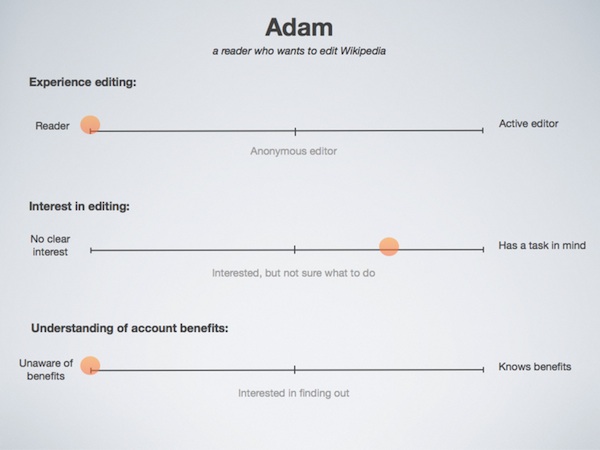 Adam
a reader who wants to edit Wikipedia
Experience editing:
Reader
Active editor
Anonymous editor
Interest in editing:
No clear
interest
Has a task in mind
Interested, but not sure what to do
Understanding of account benefits:
Unaware of
benefits
Knows benefits
Interested in finding out